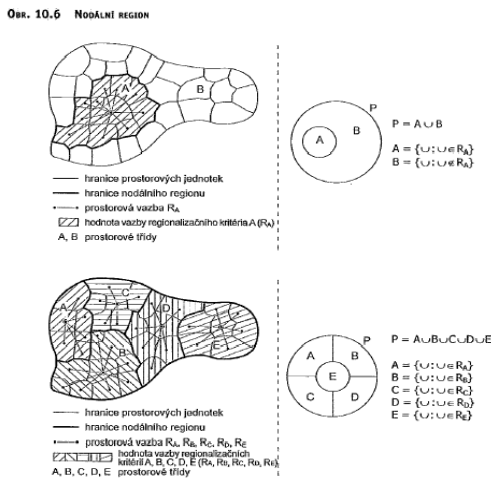 OBR. 10.6 NODÁLNÍ REGION
A
B
hranice prostorových jednotek
hranice nodálního regionu
prostorová vazba RA
hodnota vazby regionalizačního kritéria A (RA)
A, B prostorové třídy
P
A
B
P = A∪B
A = {∪:∪∈RA}
B = {∪:∪∉RA}
A
C
D
B
E
hranice prostorových jednotek
hranice nodálního regionu
prostorová vazba RA, RB, RC, RD, RE
hodnota vazby regionalizačních
kritérií A, B, C, D, E (RA, RB, RC, RD, RE)
A, B, C, D, E prostorové třídy
P
A
B
E
C
D
P = A∪B∪C∪D∪E
A = {∪:∪∈RA}
B = {∪:∪∈RB}
C = {∪:∪∈RC}
D = {∪:∪∈RD}
E = {∪:∪∈RE}